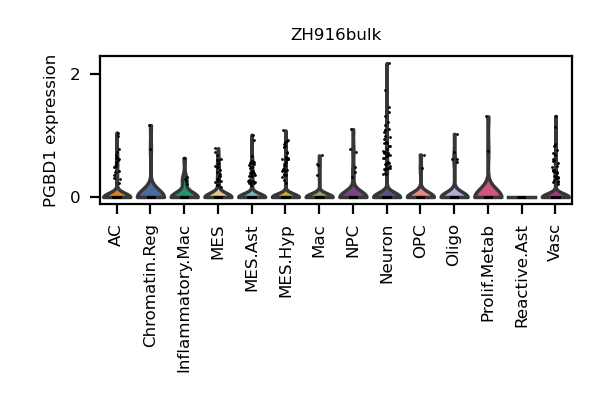 ZH916bulk
PGBD1 expression
2
0
AC
Chromatin.Reg
Inflammatory.Mac
MES
MES.Ast
MES.Hyp
Mac
NPC
Neuron
OPC
Oligo
Prolif.Metab
Reactive.Ast
Vasc